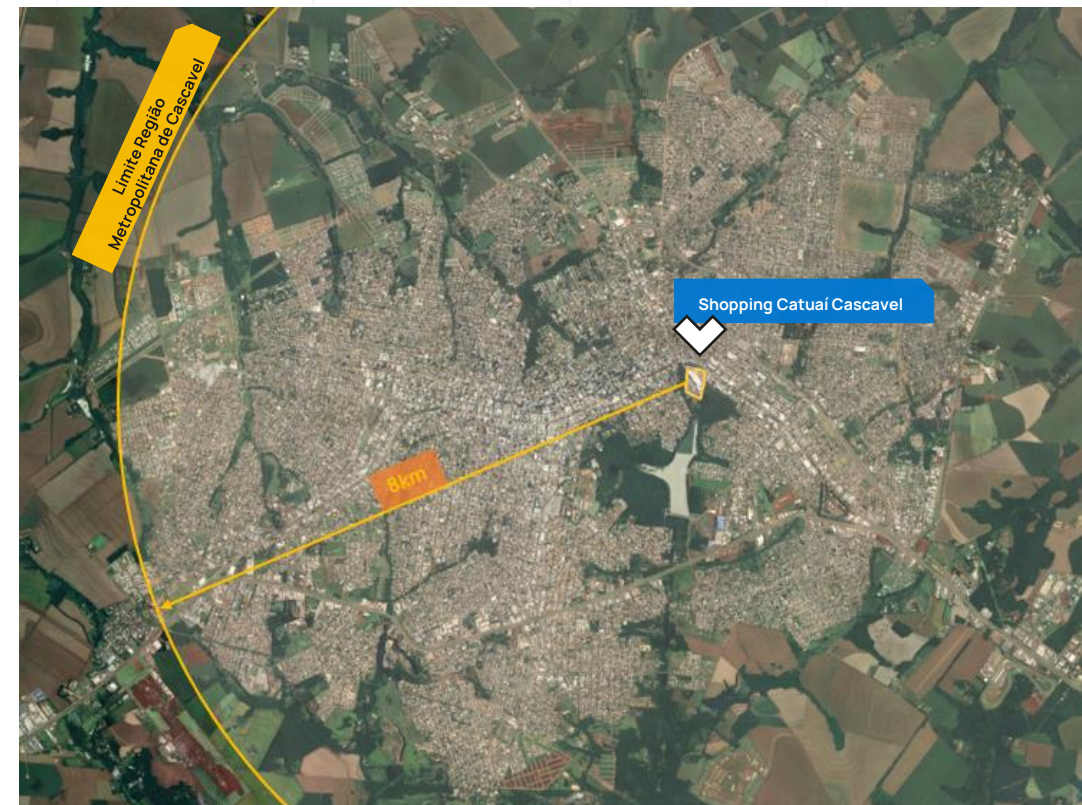 Limite Região
Metropolitana de Cascavel
Shopping Catuaí Cascavel
8km